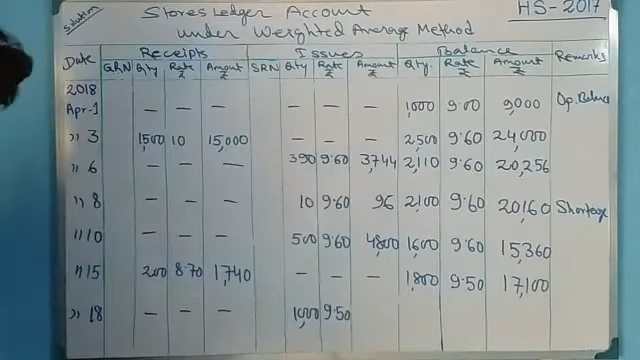 Solution
HS-2017
Stores Ledger Account
under Weighted Average Method
Date Receipts Issues Balance Remarks
GRN Qty Rate ₹ Amount ₹ SRN Qty Rate ₹ Amount ₹ Qty. Rate ₹ Amount ₹
2018
Apr-1 — — — — — — 1,000 9.00 9,000 Op. Balance
" 3 1500 10 15,000 — — — 2,500 9.60 24,000
" 6 — — — 390 9.60 3,744 2,110 9.60 20,256
" 8 — — — 10 9.60 96 2,100 9.60 20,160 Shortage
" 10 — — — 500 9.60 4,800 1,600 9.60 15,360
" 15 200 8.70 1,740 — — — 1,800 9.50 17,100
" 18 — — — 1,000 9.50